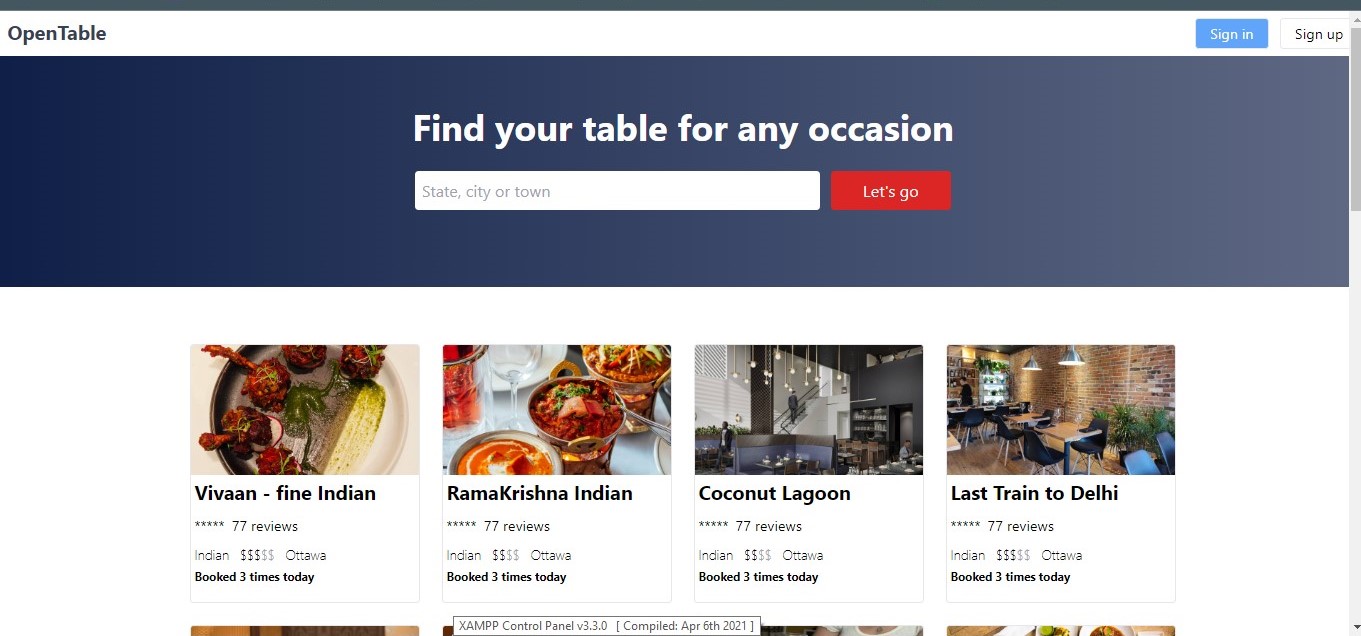 OpenTable
Sign in
Sign up
Find your table for any occasion
State, city or town
Let's go
Vivaan - fine Indian
***** 77 reviews
Indian $$$$$ Ottawa
Booked 3 times today
RamaKrishna Indian
***** 77 reviews
Indian $$$$ Ottawa
Booked 3 times today
Coconut Lagoon
***** 77 reviews
Indian $$$$ Ottawa
Booked 3 times today
Last Train to Delhi
***** 77 reviews
Indian $$$$$ Ottawa
Booked 3 times today
XAMPP Control Panel v3.3.0 [ Compiled: Apr 6th 2021 ]